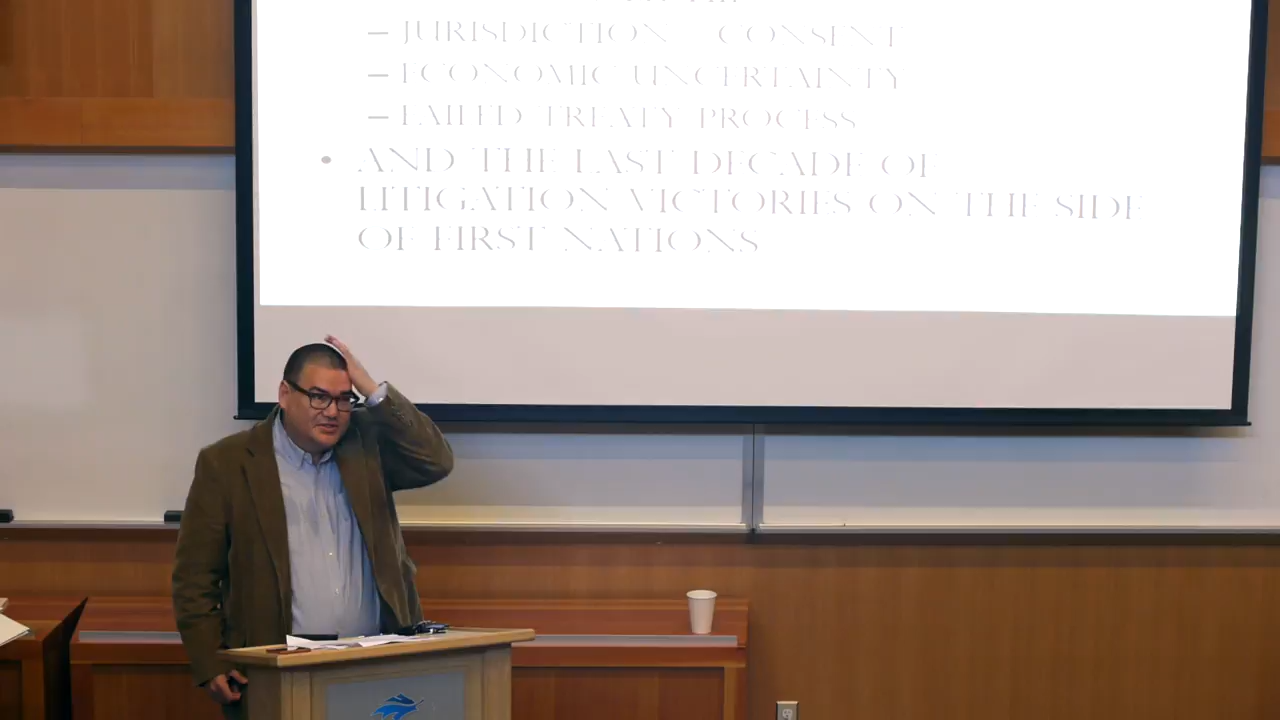 – JURISDICTION – CONSENT
– ECONOMIC UNCERTAINTY
– FAILED TREATY PROCESS
• AND THE LAST DECADE OF
LITIGATION VICTORIES ON THE SIDE
OF FIRST NATIONS